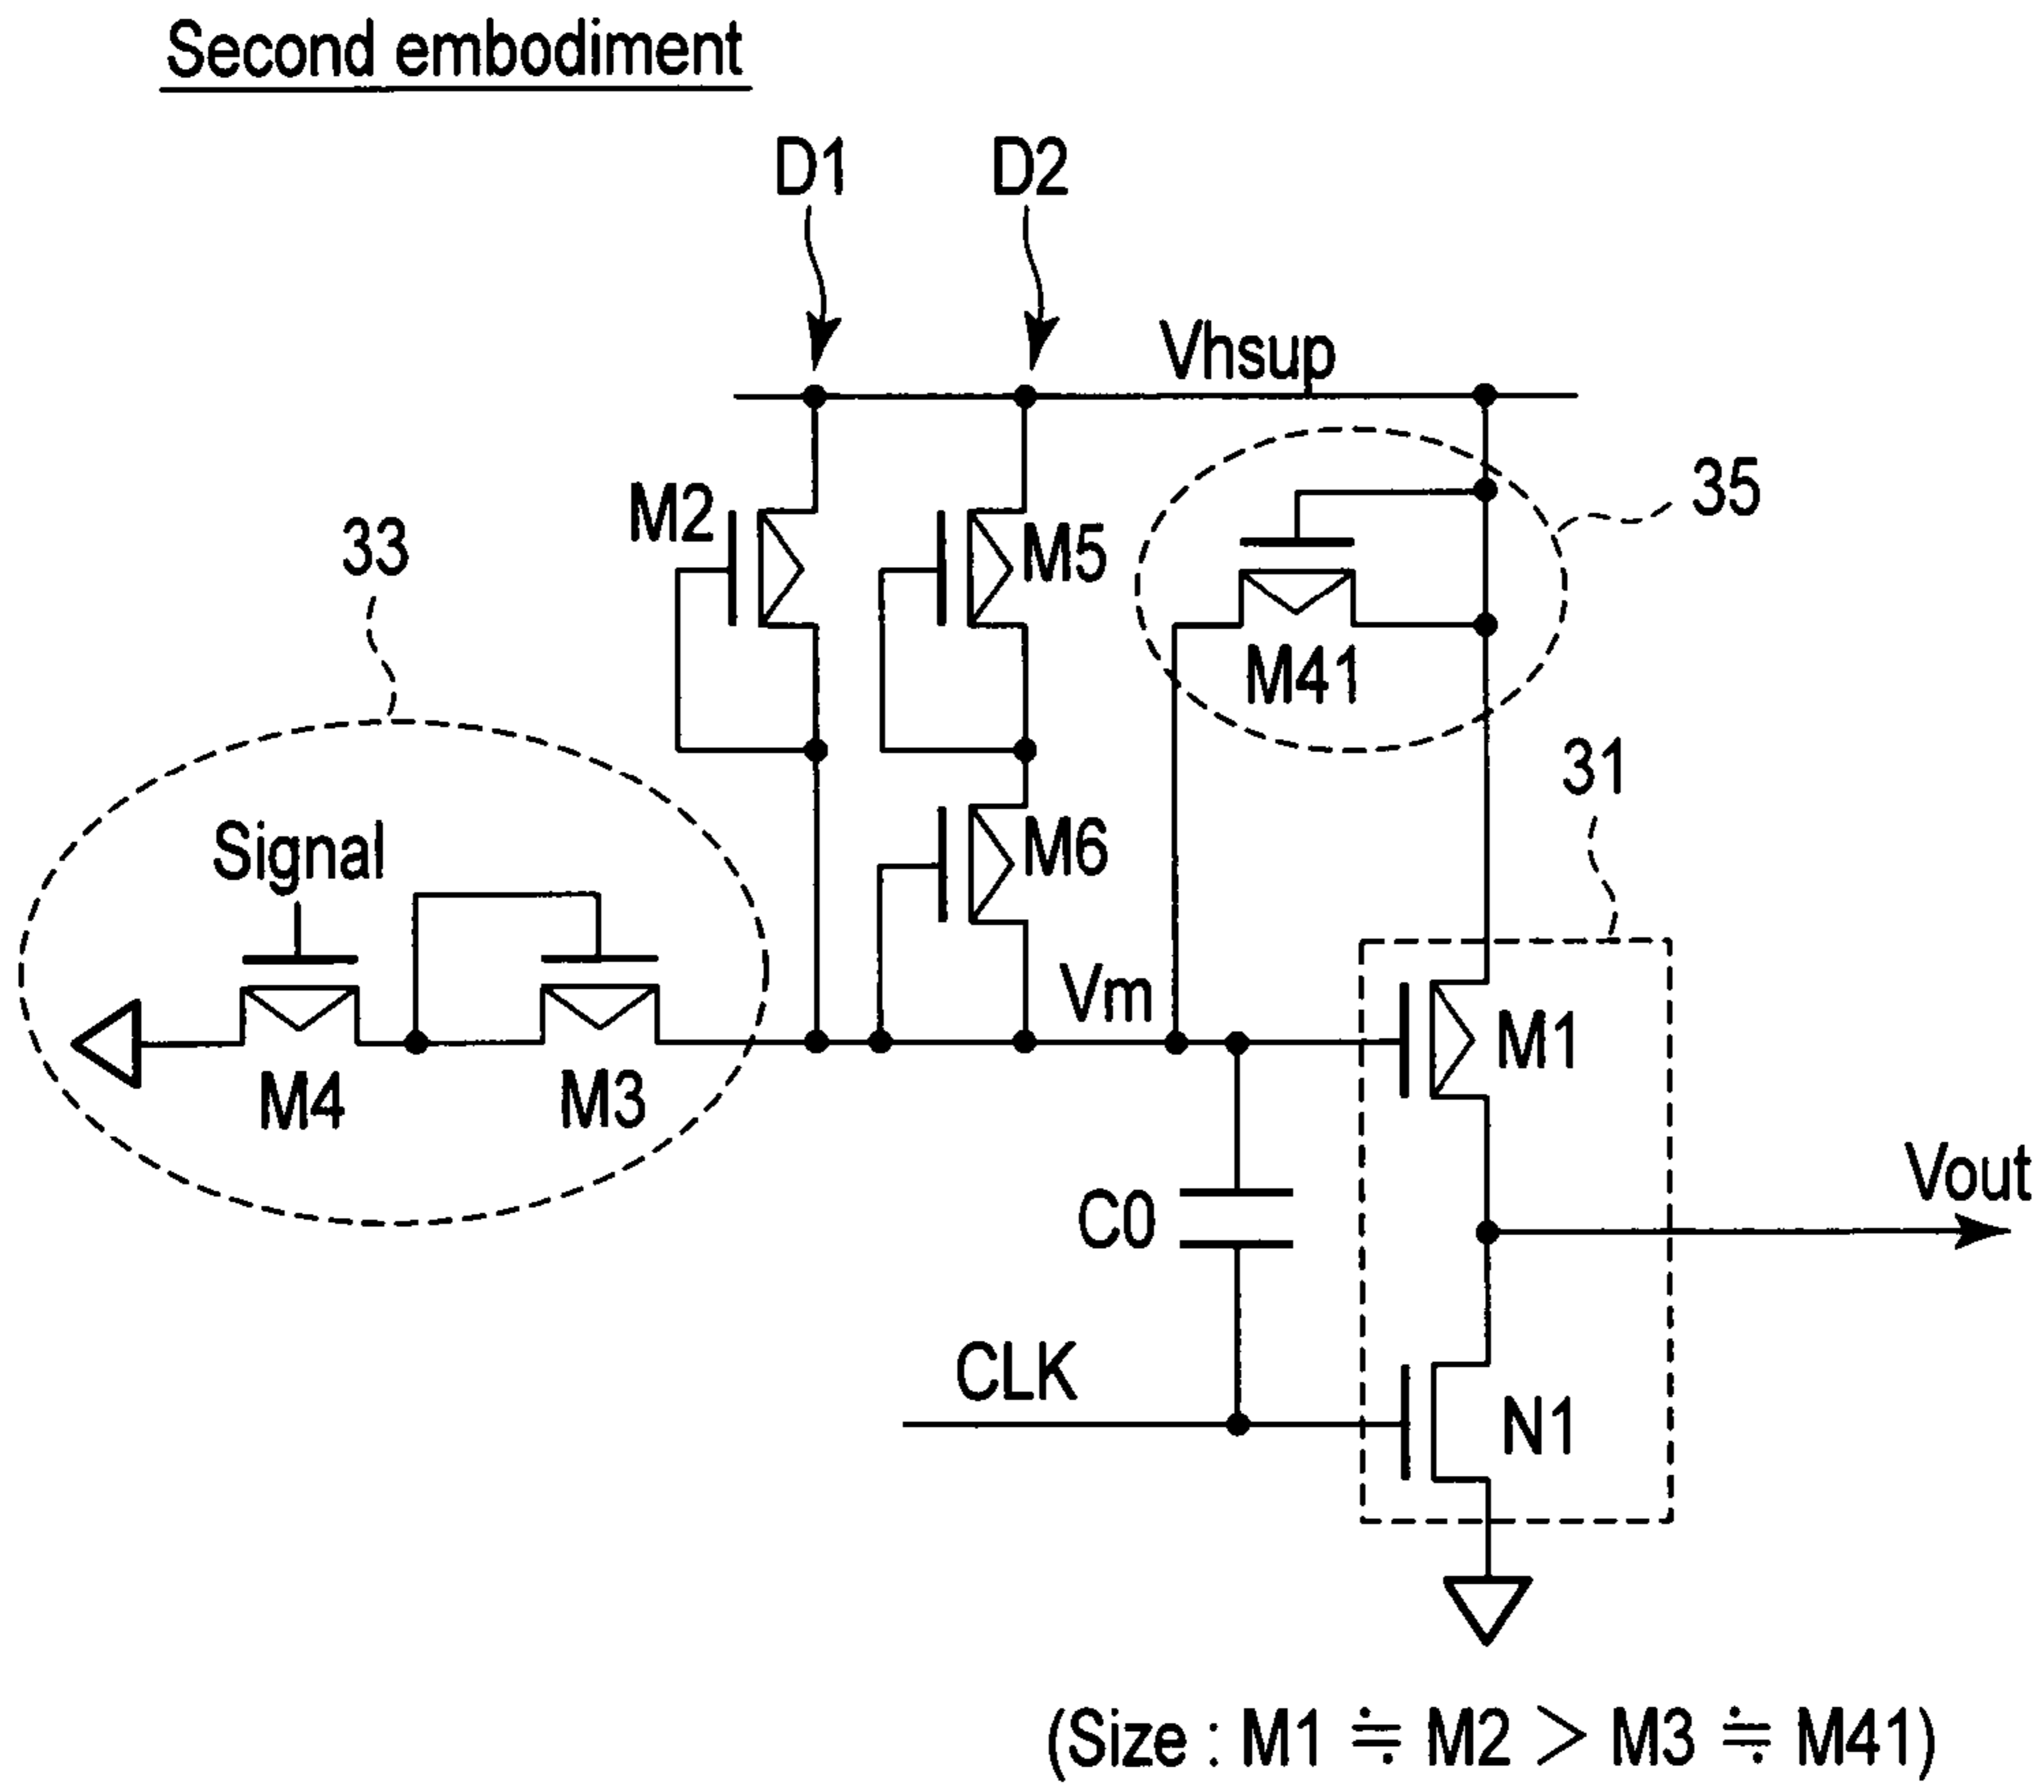 Second embodiment
D1
D2
Vhsup
35
M2
M5
33
M41
31
Signal
M6
Vm
M1
M4
M3
Vout
C0
CLK
N1
(Size : M1 ≒ M2 > M3 ≒ M41)